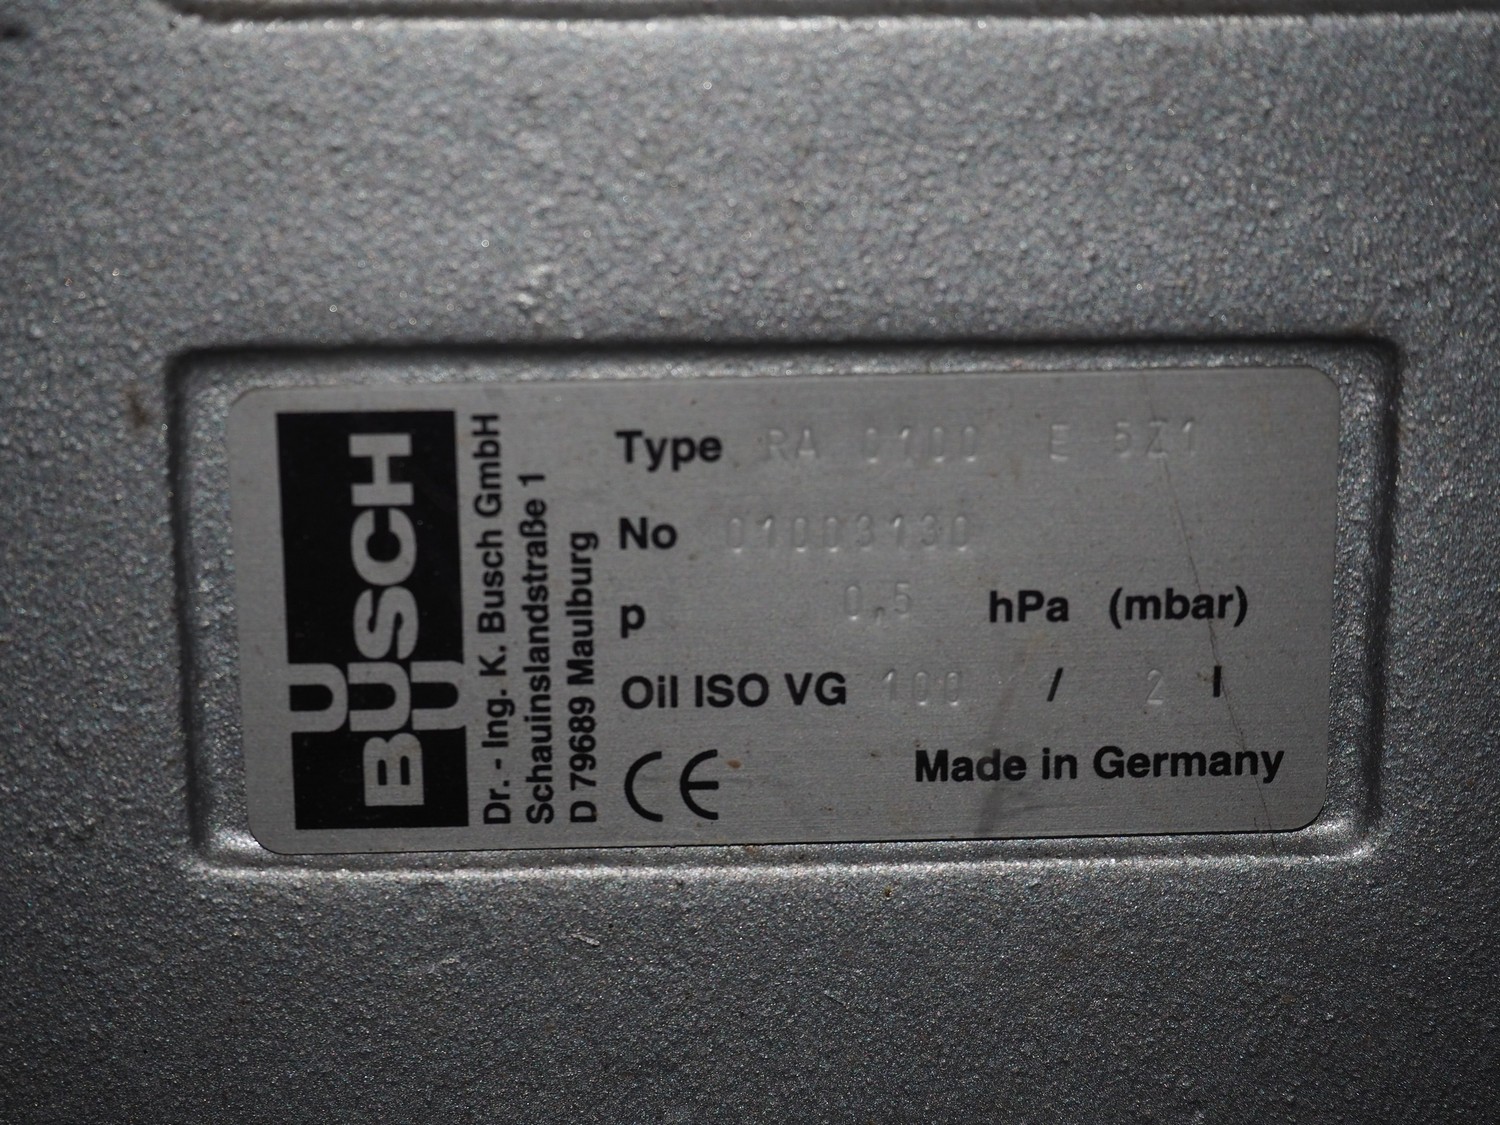 BUSCH
Dr. - Ing. K. Busch GmbH
Schauinslandstraße 1
D 79689 Maulburg
Type RA 0100 E 5Z1
No 01003130
p 0,5 hPa (mbar)
Oil ISO VG 100 / 2 l
CE
Made in Germany